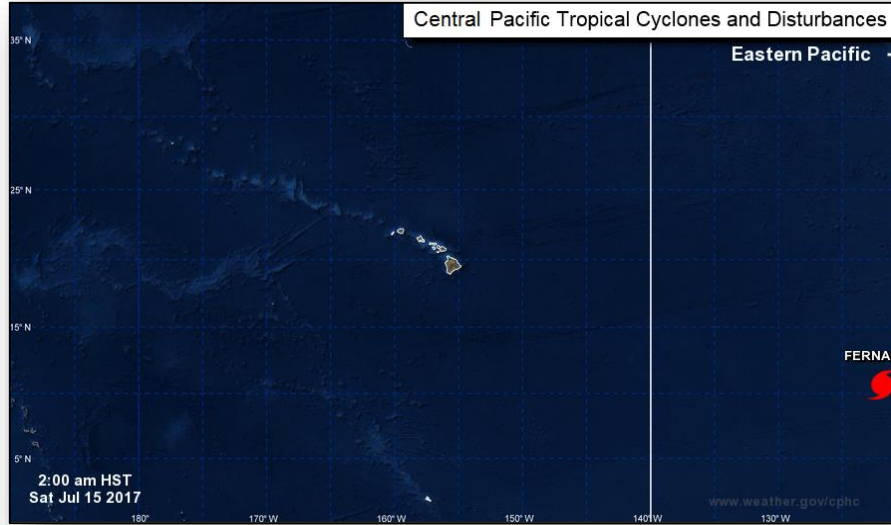 Central Pacific Tropical Cyclones and Disturbances
35° N
Eastern Pacific
25° N
15° N
FERNA
5° N
2:00 am HST
Sat Jul 15 2017
www.weather.gov/cphc
180° 170° W 160° W 150° W 140° W 130° W